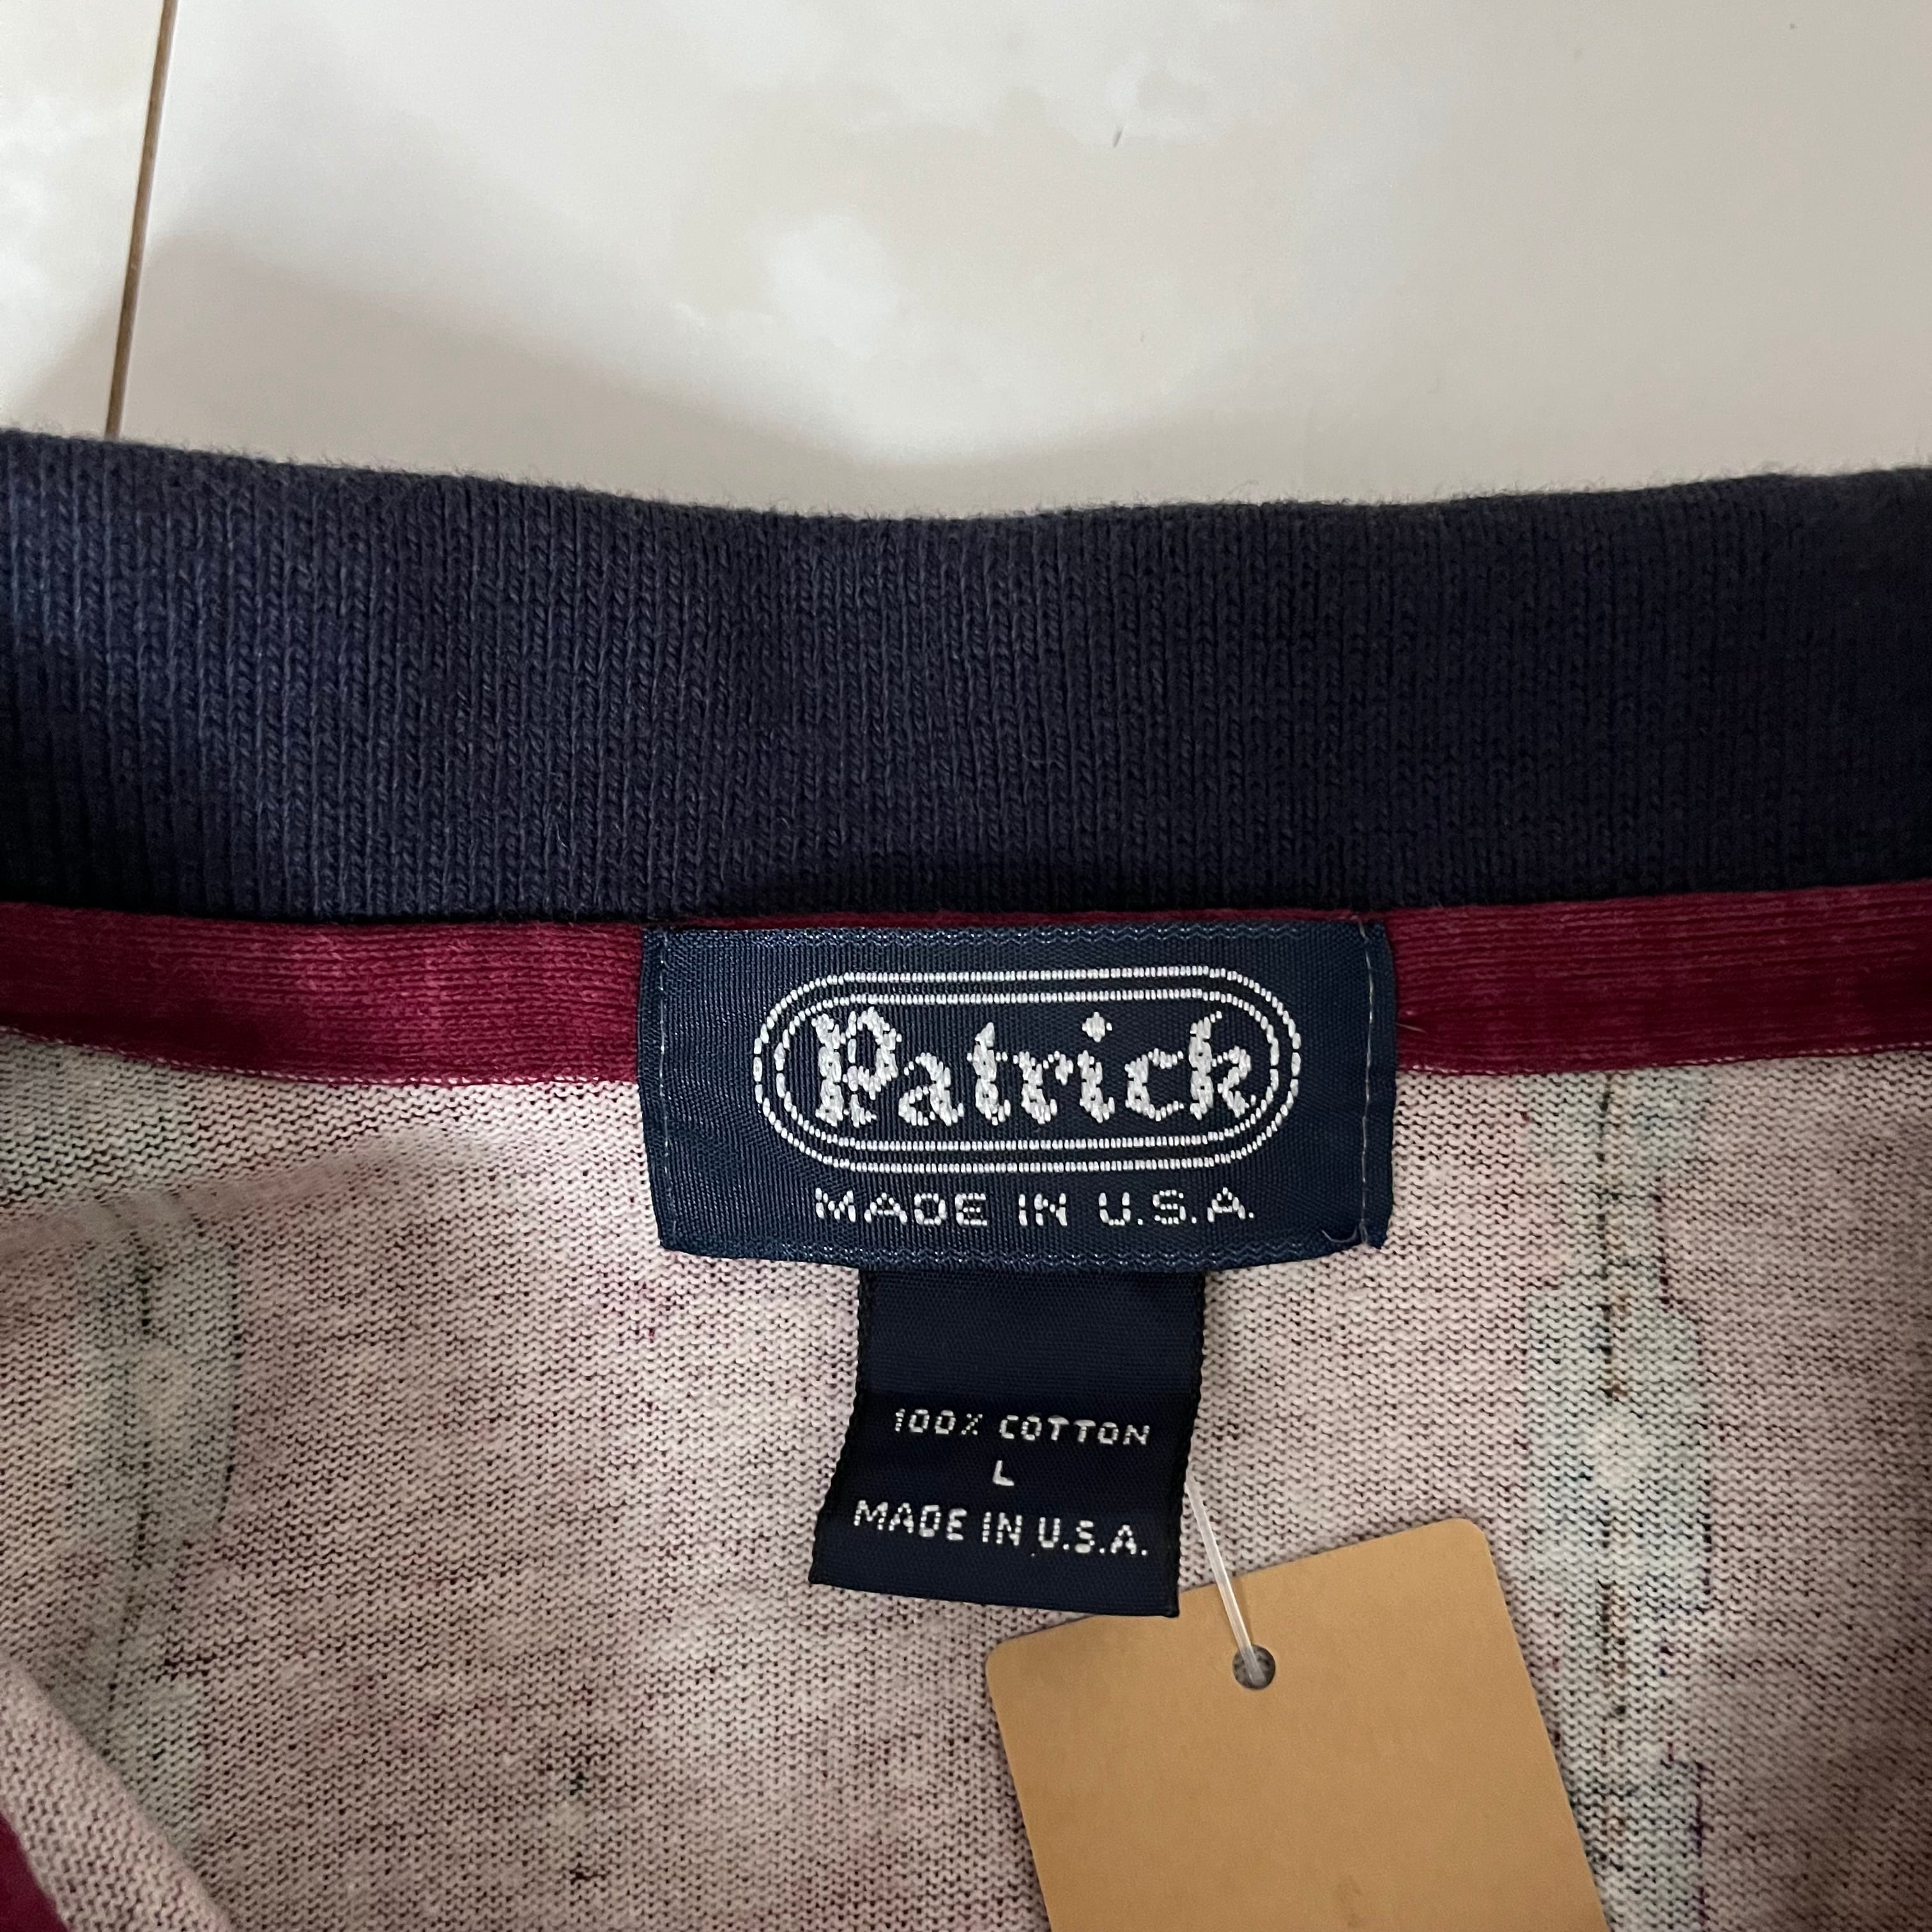 Patrick
MADE IN U.S.A.
100% COTTON
L
MADE IN U.S.A.